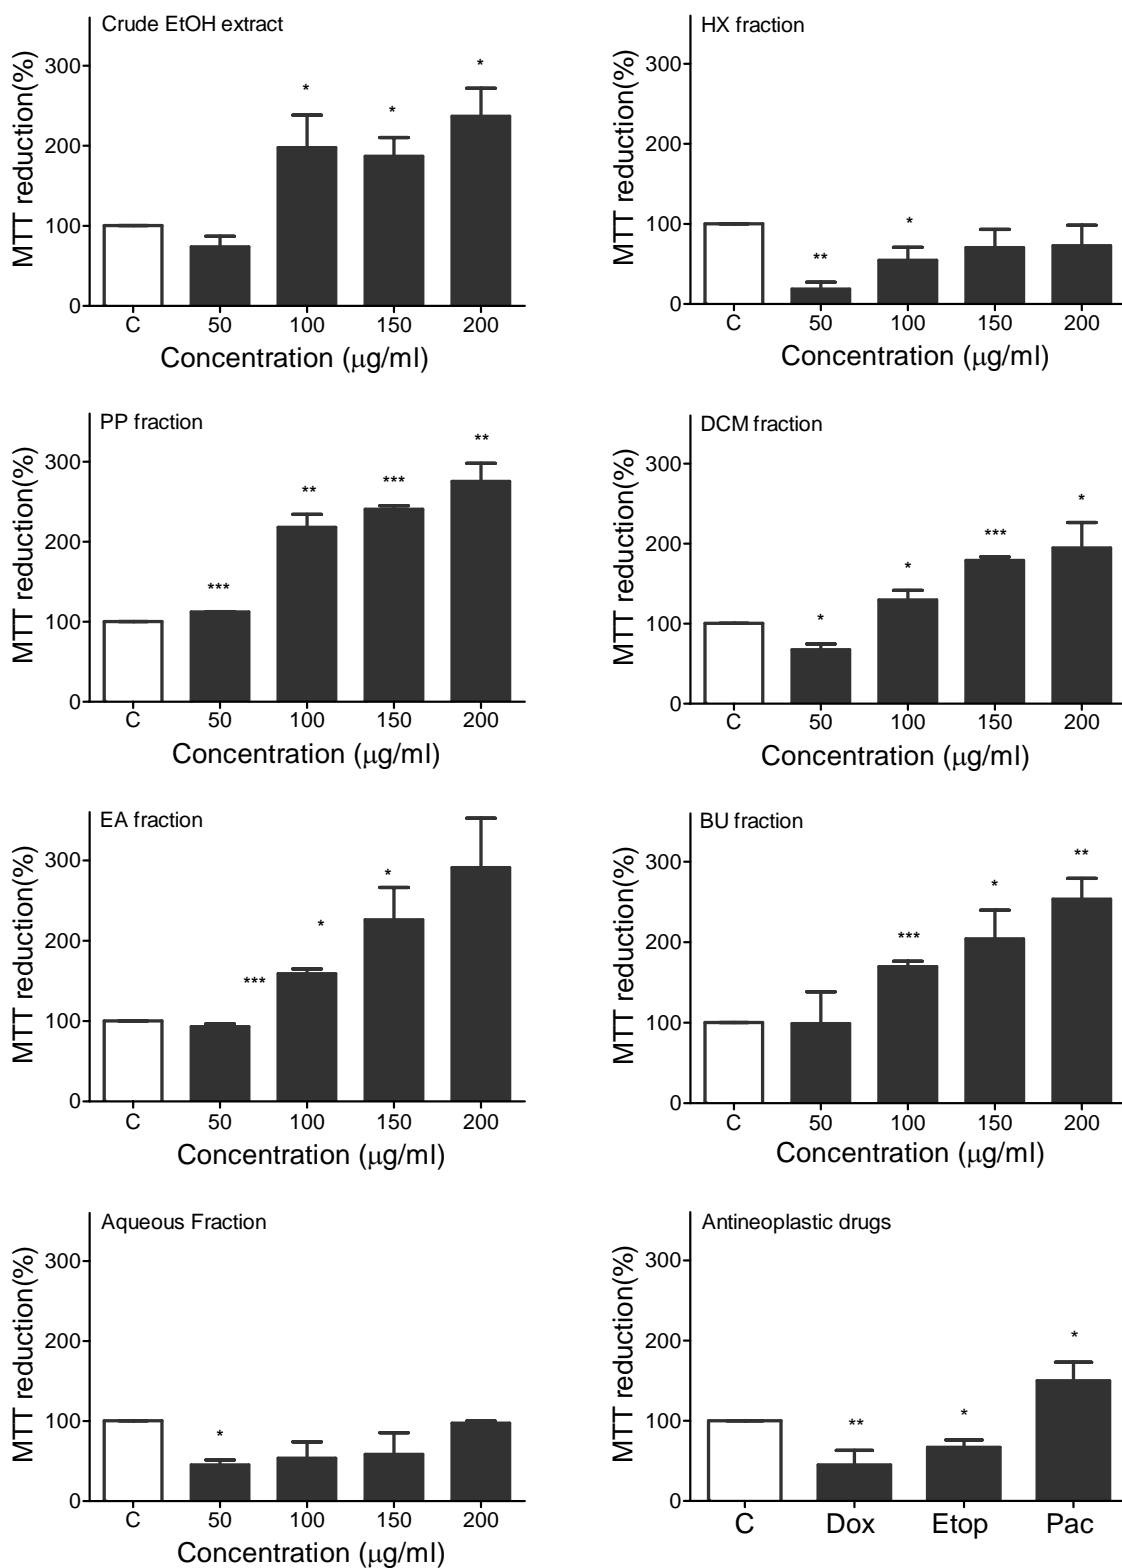 Crude EtOH extract
MTT reduction(%)
300
200
100
0
*
*
*
C 50 100 150 200
Concentration (µg/ml)
HX fraction
MTT reduction(%)
300
200
100
0
**
*
C 50 100 150 200
Concentration (µg/ml)
PP fraction
MTT reduction(%)
300
200
100
0
***
**
***
**
C 50 100 150 200
Concentration (µg/ml)
DCM fraction
MTT reduction(%)
300
200
100
0
*
*
***
*
C 50 100 150 200
Concentration (µg/ml)
EA fraction
MTT reduction(%)
300
200
100
0
***
*
*
C 50 100 150 200
Concentration (µg/ml)
BU fraction
MTT reduction(%)
300
200
100
0
***
*
**
C 50 100 150 200
Concentration (µg/ml)
Aqueous Fraction
MTT reduction(%)
300
200
100
0
*
C 50 100 150 200
Concentration (µg/ml)
Antineoplastic drugs
MTT reduction(%)
300
200
100
0
**
*
*
C Dox Etop Pac